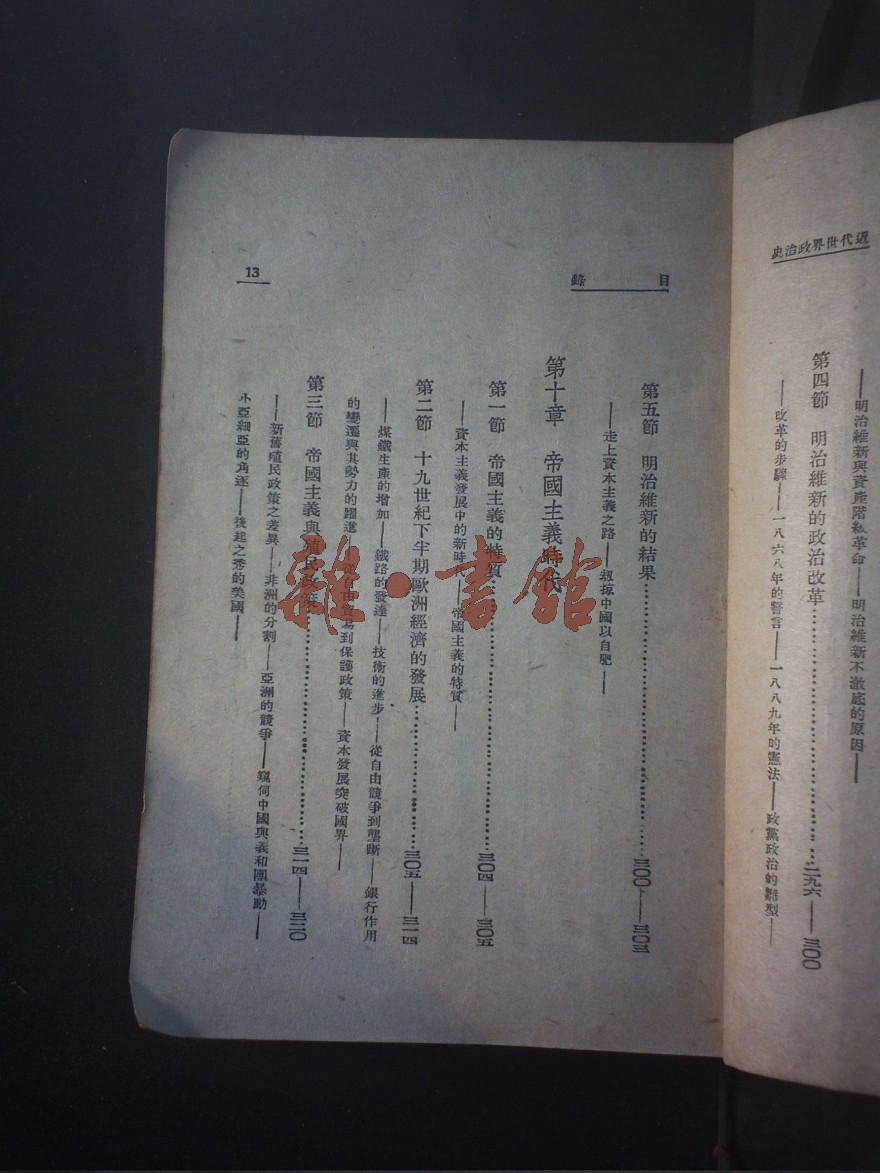 近代世界政治史
——明治維新與資產階級革命——明治維新不澈底的原因——
第四節　明治維新的政治改革……二九六——三〇〇
——改革的步驟——一八六八年的誓言——一八八九年的憲法——政黨政治的雛型——
目錄
第五節　明治維新的結果……三〇〇——三〇三
——走上資本主義之路——掠中國以自肥——
第十章　帝國主義時代
第一節　帝國主義的特質……三〇四——三〇五
——資本主義發展中的新時代——帝國主義的特質——
第二節　十九世紀下半期歐洲經濟的發展……三〇五——三一四
——煤鐵生產的增加——鐵路的發達——技術的進步——從自由競爭到壟斷——銀行作用
的變遷與其勢力的躍進——從自由貿易到保護政策——資本發展突破國界——
第三節　帝國主義與殖民政策……三一四——三二〇
——新舊殖民政策之差異——非洲的分割——亞洲的競爭——窺伺中國與義和團暴動——
小亞細亞的角逐——後起之秀的美國——
13
雜·書館